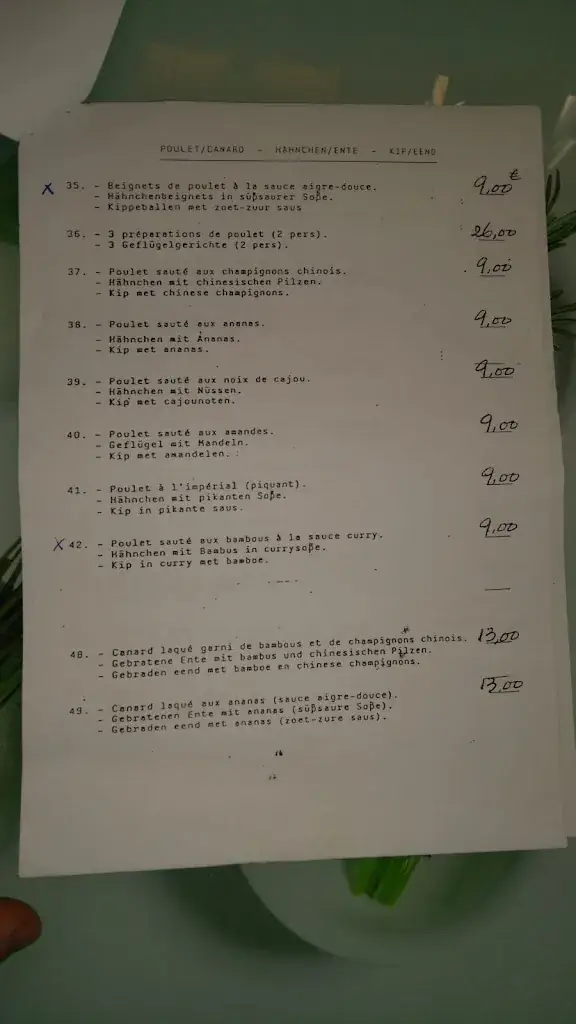 POULET/CANARD - HÄHNCHEN/ENTE - KIP/EEND
X 35. - Beignets de poulet à la sauce aigre-douce. 9,00 €
- Hähnchenbeignets in süßsaurer Soße.
- Kippeballen met zoet-zuur saus
36. - 3 préparations de poulet (2 pers). 26,00
- 3 Geflügelgerichte (2 pers).
37. - Poulet sauté aux champignons chinois. 9,00
- Hähnchen mit chinesischen Pilzen.
- Kip met chinese champignons.
38. - Poulet sauté aux ananas. 9,00
- Hähnchen mit Ananas.
- Kip met ananas.
39. - Poulet sauté aux noix de cajou. 9,00
- Hähnchen mit Nüssen.
- Kip met cajounoten.
40. - Poulet sauté aux amandes. 9,00
- Geflügel mit Mandeln.
- Kip met amandelen.
41. - Poulet à l'impérial (piquant). 9,00
- Hähnchen mit pikanten Soße.
- Kip in pikante saus.
X 42. - Poulet sauté aux bambous à la sauce curry. 9,00
- Hähnchen mit Bambus in currysoße.
- Kip in curry met bamboe.
48. - Canard laqué garni de bambous et de champignons chinois. 13,00
- Gebratene Ente mit bambus und chinesischen Pilzen.
- Gebraden eend met bamboe en chinese champignons.
49. - Canard laqué aux ananas (sauce aigre-douce). 13,00
- Gebratenen Ente mit ananas (süßsaure Soße).
- Gebraden eend met ananas (zoet-zure saus).